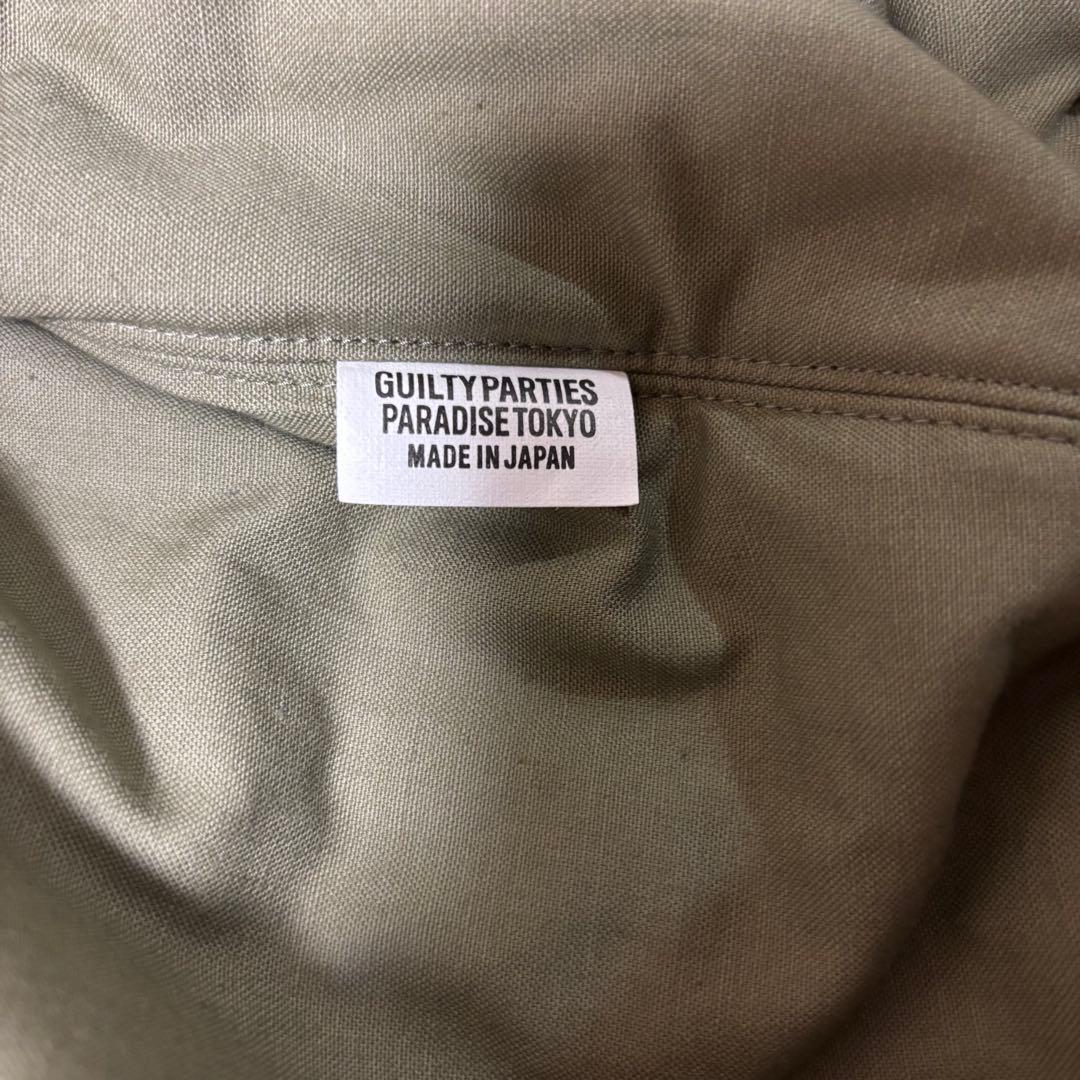 GUILTY PARTIES
PARADISE TOKYO
MADE IN JAPAN